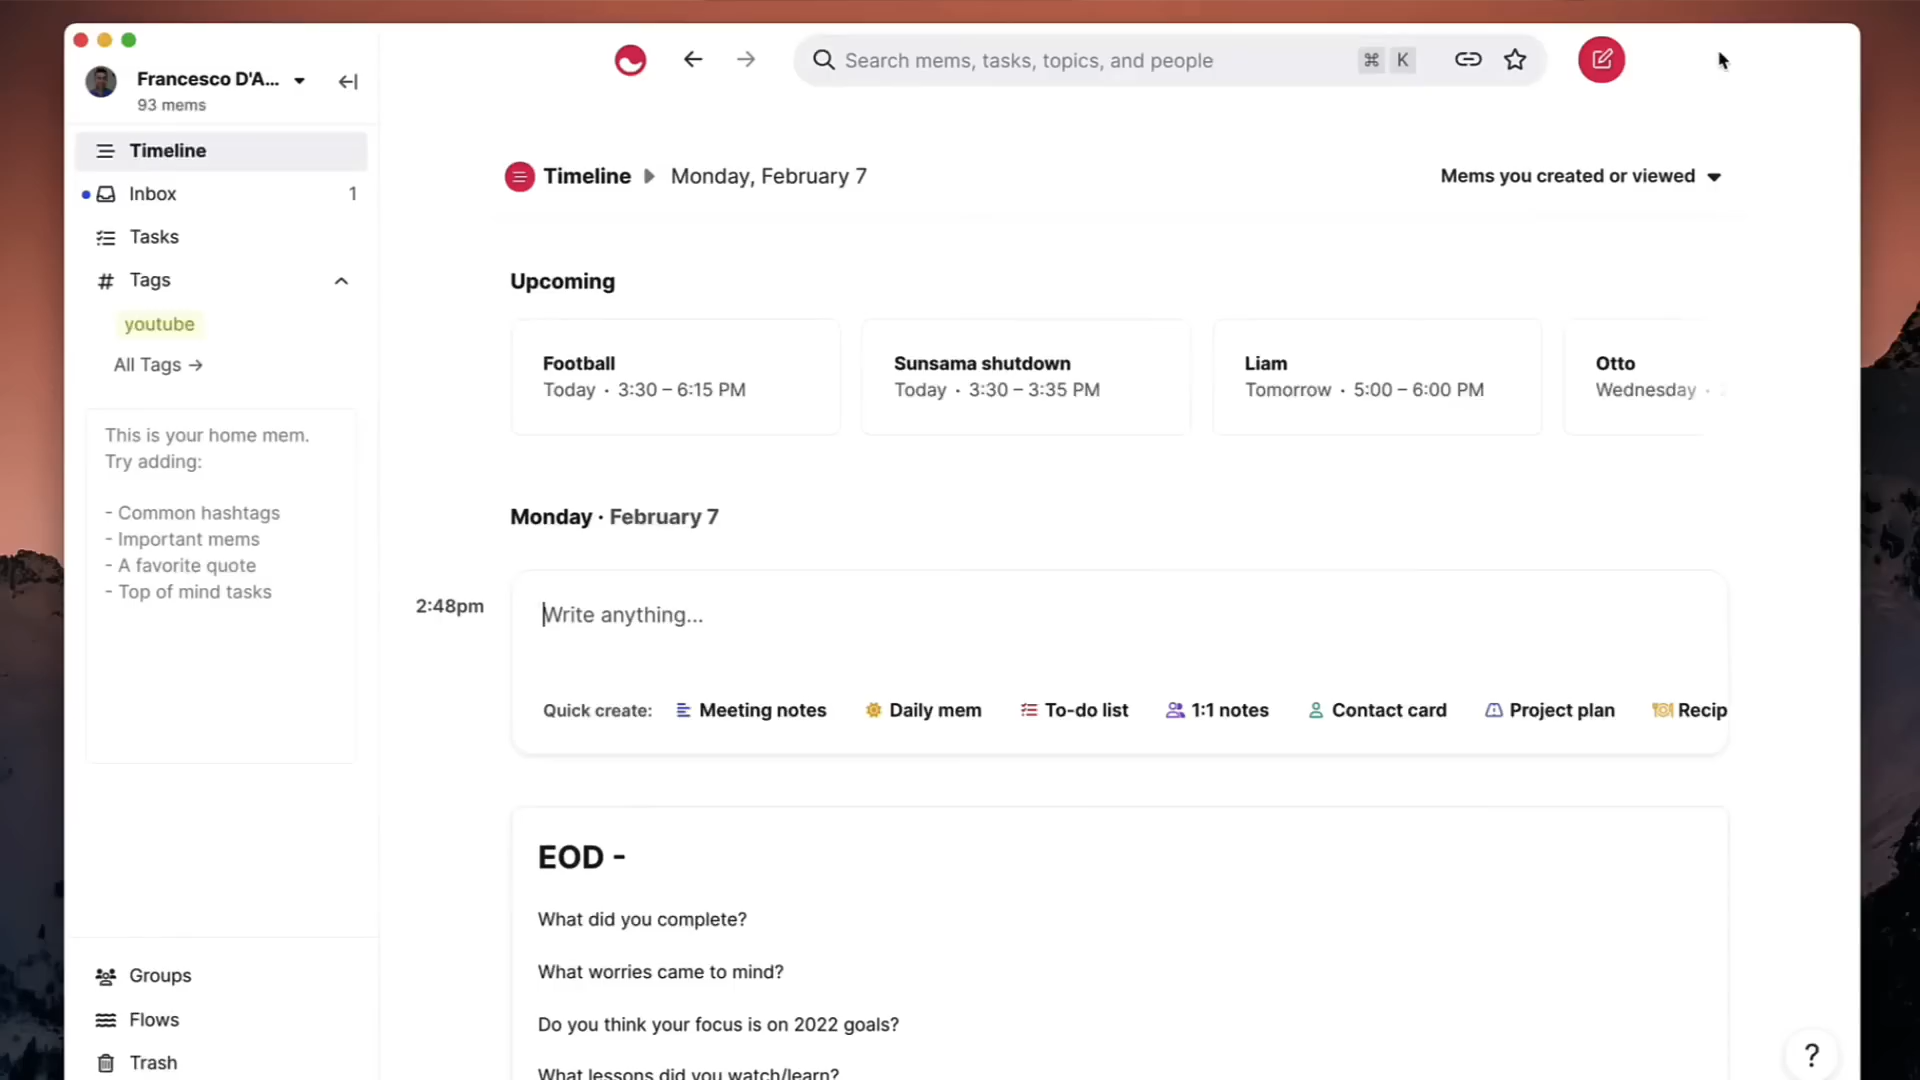 Francesco D'A...
93 mems
Search mems, tasks, topics, and people
⌘ K
Timeline
Inbox 1
Tasks
# Tags
youtube
All Tags →
This is your home mem.
Try adding:
- Common hashtags
- Important mems
- A favorite quote
- Top of mind tasks
Groups
Flows
Trash
Timeline Monday, February 7
Mems you created or viewed
Upcoming
Football
Today · 3:30 – 6:15 PM
Sunsama shutdown
Today · 3:30 – 3:35 PM
Liam
Tomorrow · 5:00 – 6:00 PM
Otto
Wednesday ·
Monday · February 7
2:48pm
Write anything...
Quick create: Meeting notes Daily mem To-do list 1:1 notes Contact card Project plan Recip
EOD -
What did you complete?
What worries came to mind?
Do you think your focus is on 2022 goals?
What lessons did you watch/learn?
?